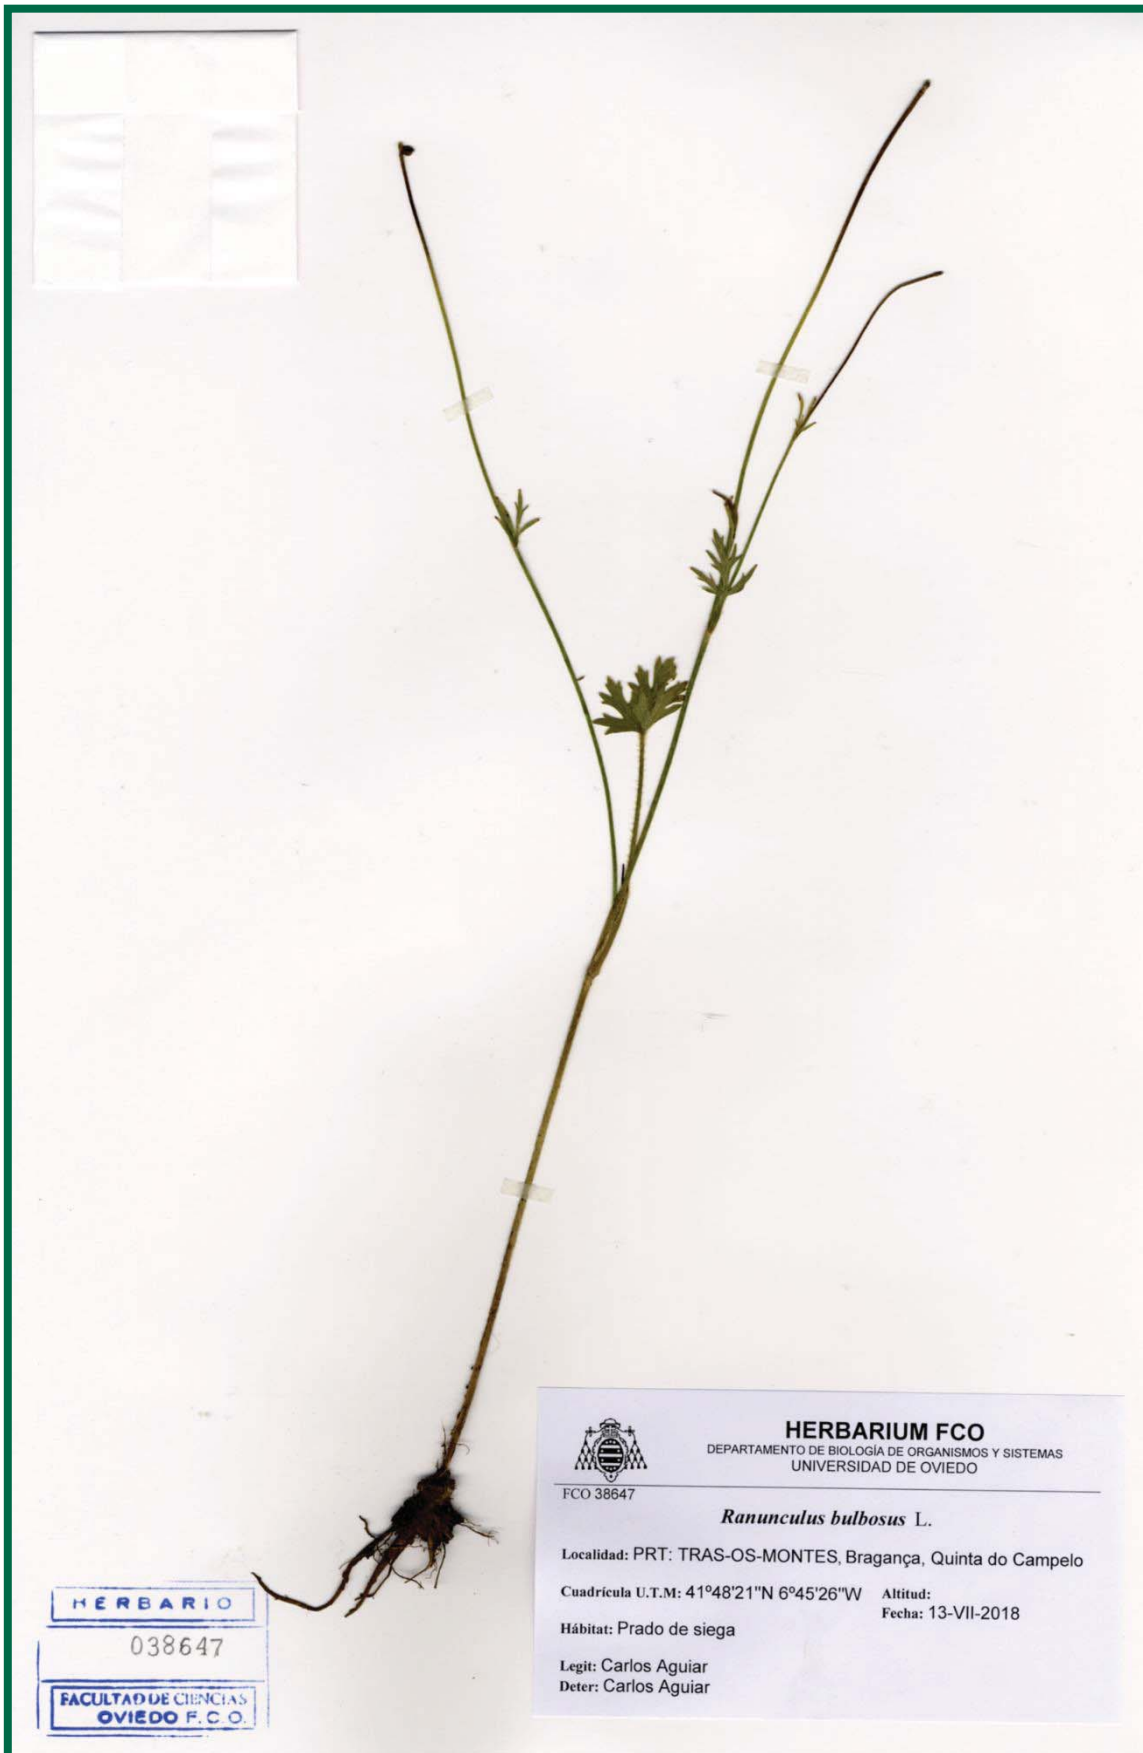 HERBARIUM FCO
DEPARTAMENTO DE BIOLOGÍA DE ORGANISMOS Y SISTEMAS
UNIVERSIDAD DE OVIEDO
FCO 38647
Ranunculus bulbosus L.
Localidad: PRT: TRAS-OS-MONTES, Bragança, Quinta do Campelo
Cuadrícula U.T.M: 41º48'21"N 6º45'26"W Altitud:
Fecha: 13-VII-2018
Hábitat: Prado de siega
Legit: Carlos Aguiar
Deter: Carlos Aguiar
HERBARIO
038647
FACULTAD DE CIENCIAS
OVIEDO F.C.O.